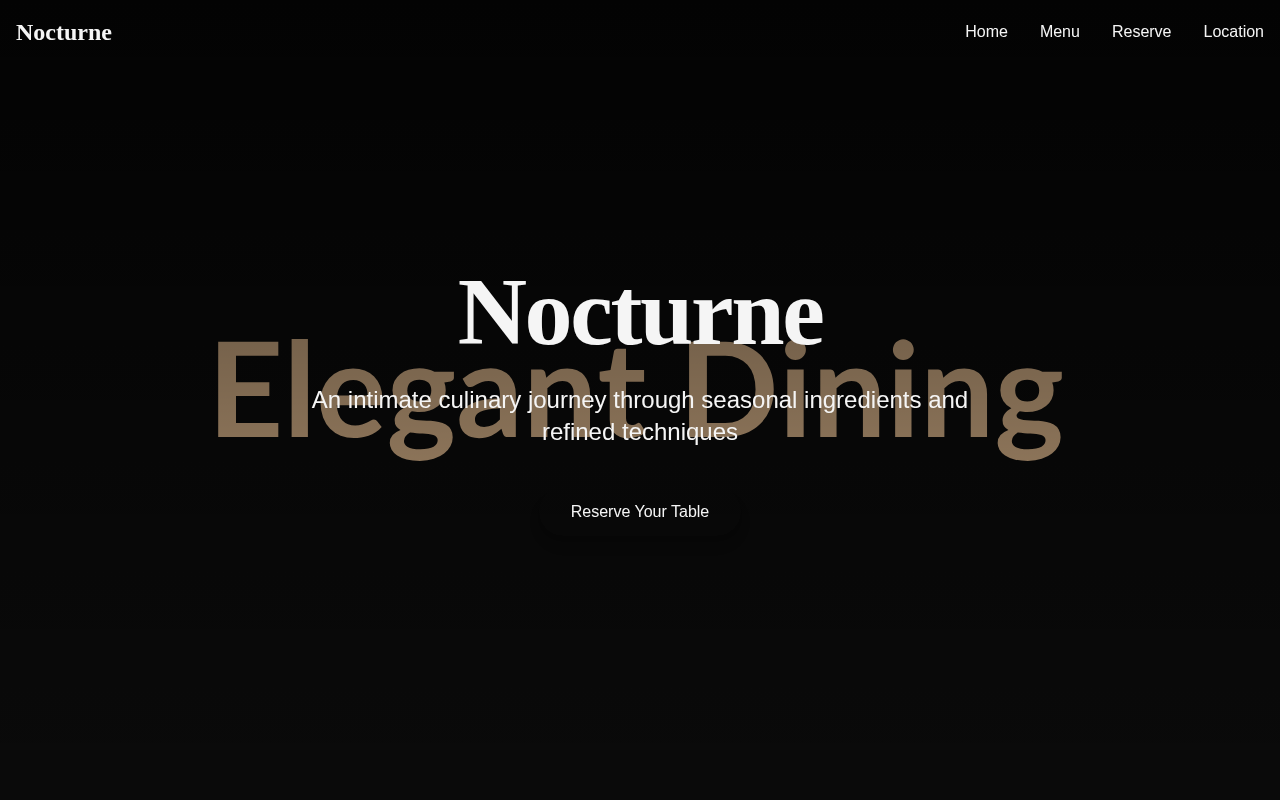 Nocturne
Home
Menu
Reserve
Location
Nocturne
Elegant Dining
An intimate culinary journey through seasonal ingredients and
refined techniques
Reserve Your Table